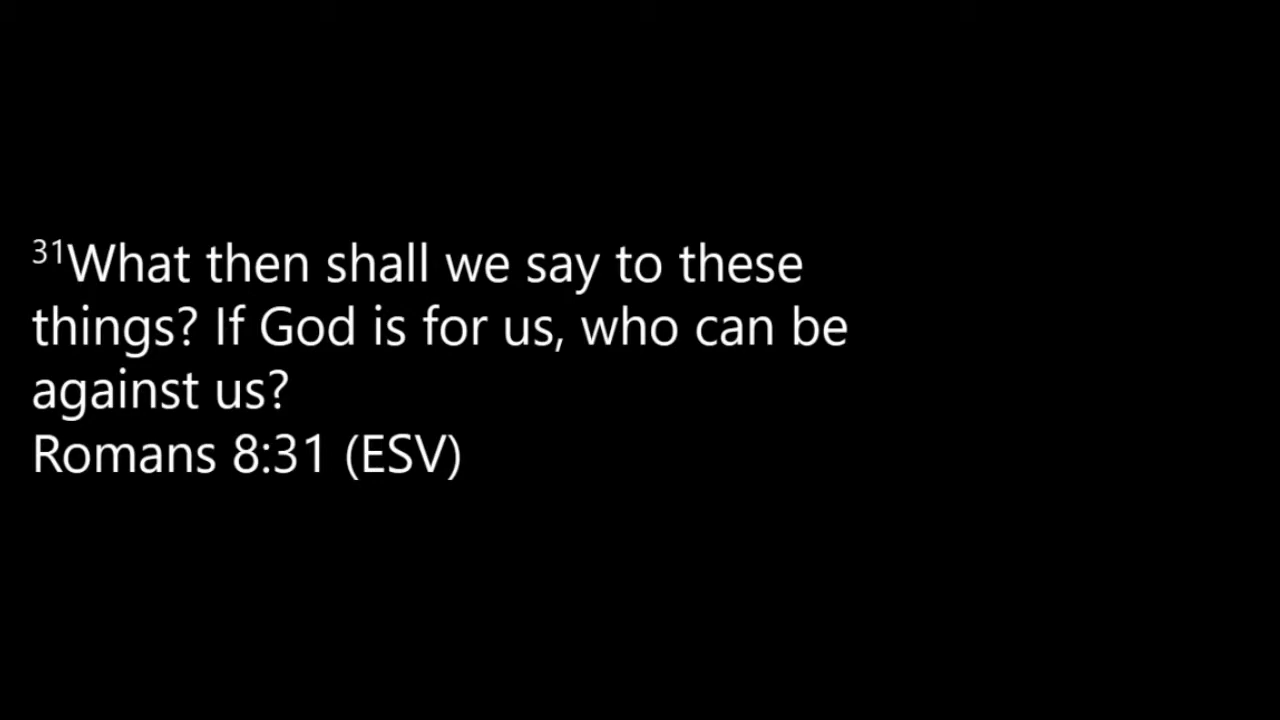 ³¹What then shall we say to these
things? If God is for us, who can be
against us?
Romans 8:31 (ESV)